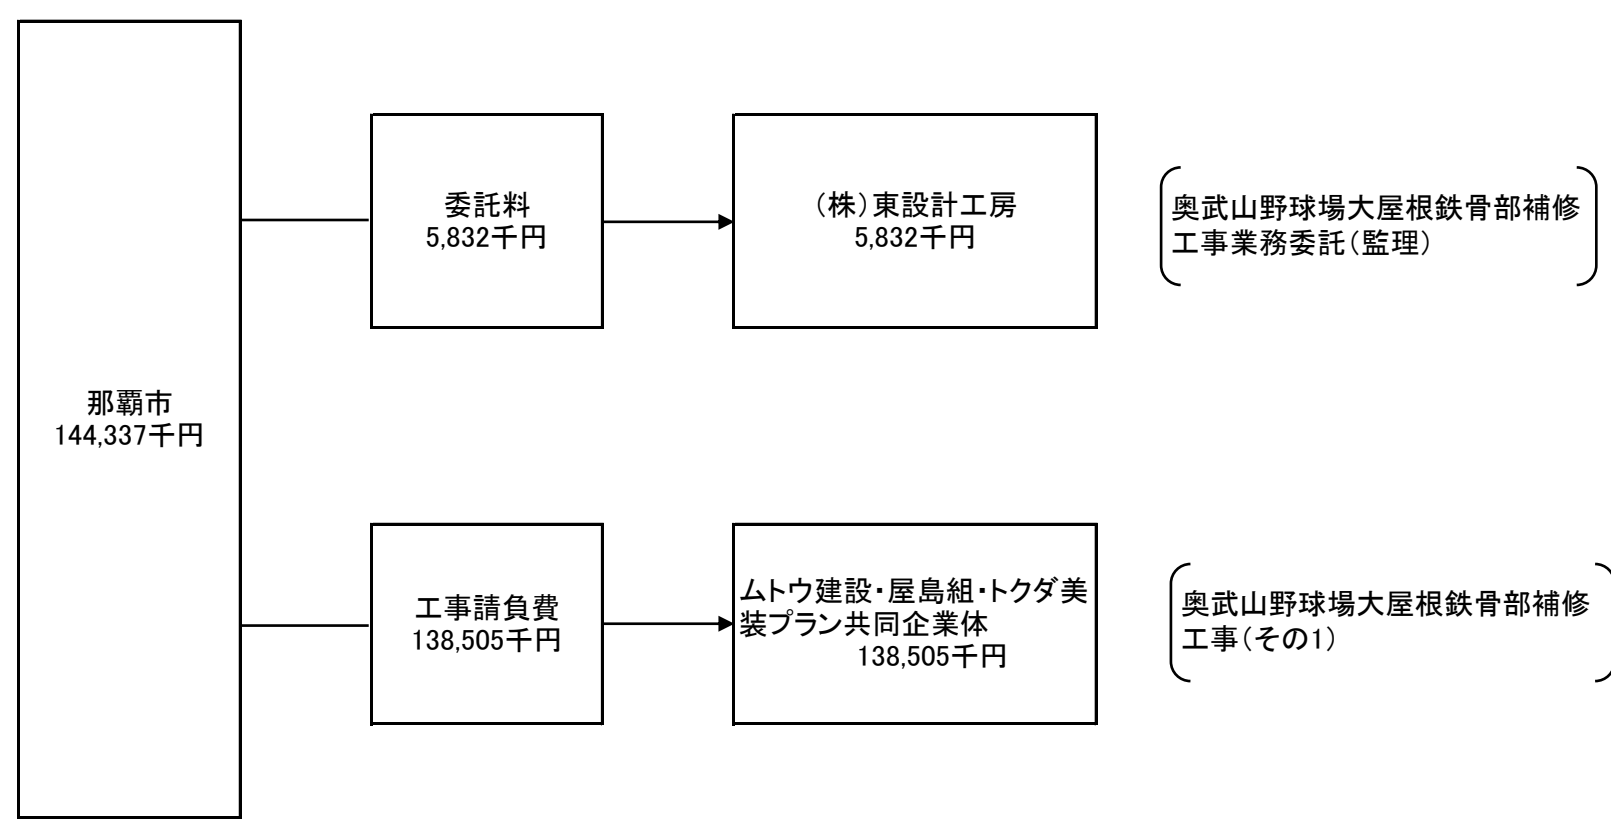 那覇市
144,337千円
委託料
5,832千円
（株）東設計工房
5,832千円
奥武山野球場大屋根鉄骨部補修
工事業務委託（監理）
工事請負費
138,505千円
ムトウ建設・屋島組・トクダ美
装プラン共同企業体
138,505千円
奥武山野球場大屋根鉄骨部補修
工事（その1）